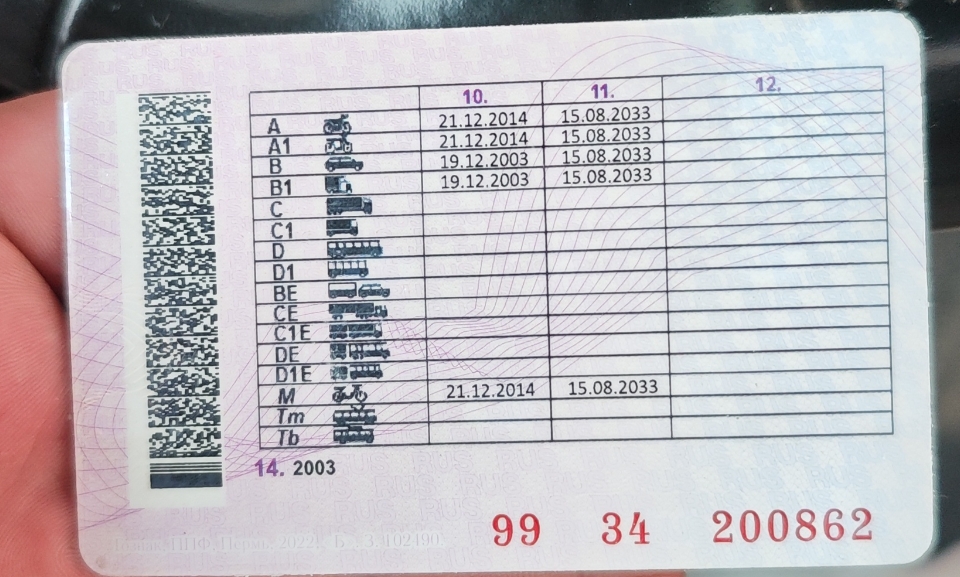 10. 11. 12.
A 21.12.2014 15.08.2033
A1 21.12.2014 15.08.2033
B 19.12.2003 15.08.2033
B1 19.12.2003 15.08.2033
C
C1
D
D1
BE
CE
C1E
DE
D1E
M 21.12.2014 15.08.2033
Tm
Tb
14. 2003
99 34 200862